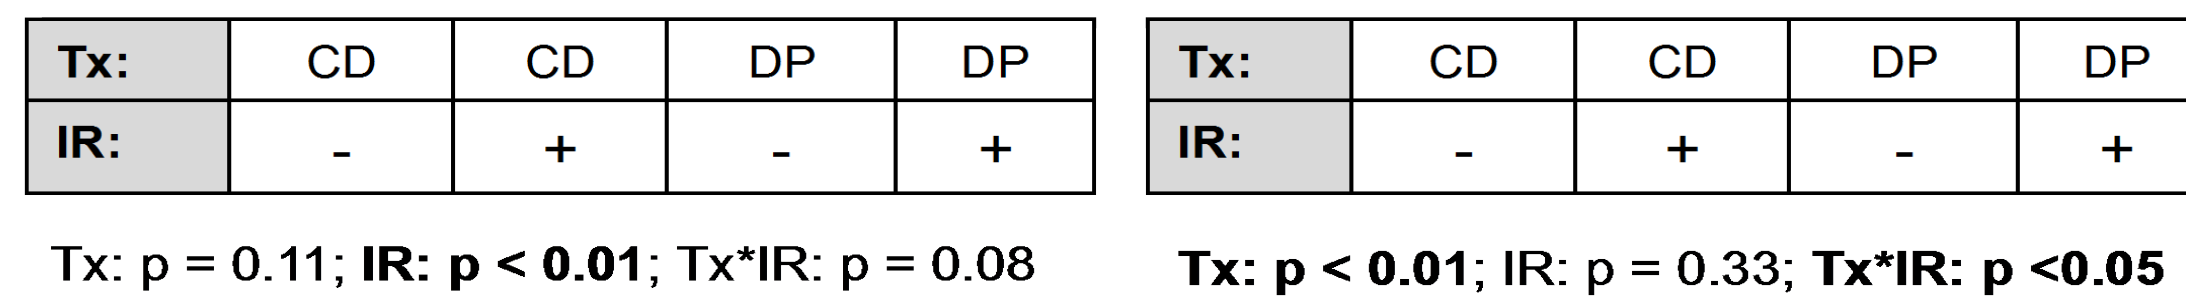 Tx: CD CD DP DP
IR: - + - +
Tx: p = 0.11; IR: p < 0.01; Tx*IR: p = 0.08
Tx: CD CD DP DP
IR: - + - +
Tx: p < 0.01; IR: p = 0.33; Tx*IR: p <0.05